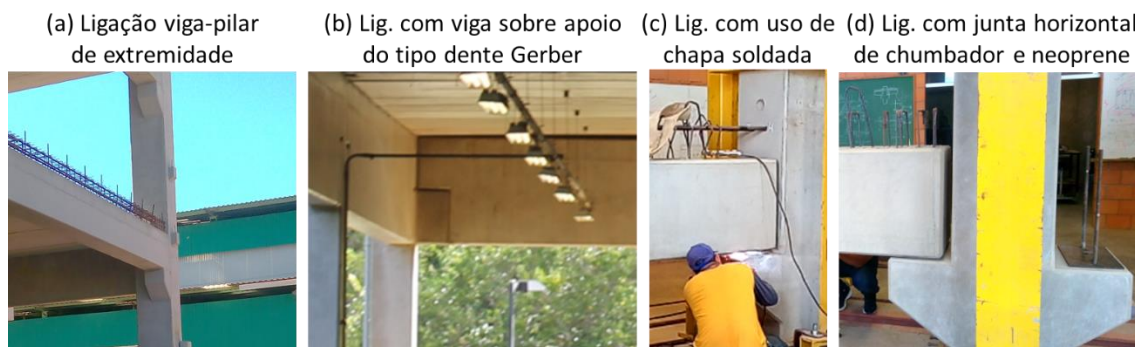 (a) Ligação viga-pilar
de extremidade
(b) Lig. com viga sobre apoio
do tipo dente Gerber
(c) Lig. com uso de
chapa soldada
(d) Lig. com junta horizontal
de chumbador e neoprene